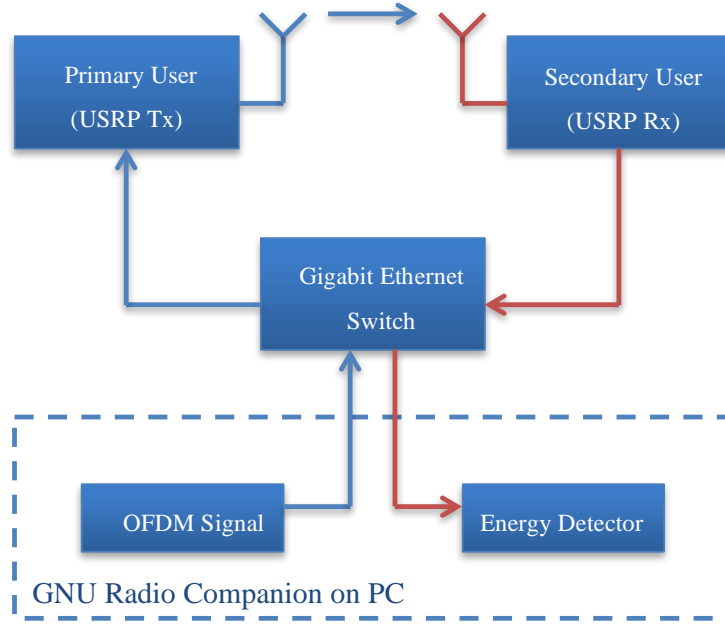 Primary User
(USRP Tx)
Secondary User
(USRP Rx)
Gigabit Ethernet
Switch
OFDM Signal
Energy Detector
GNU Radio Companion on PC